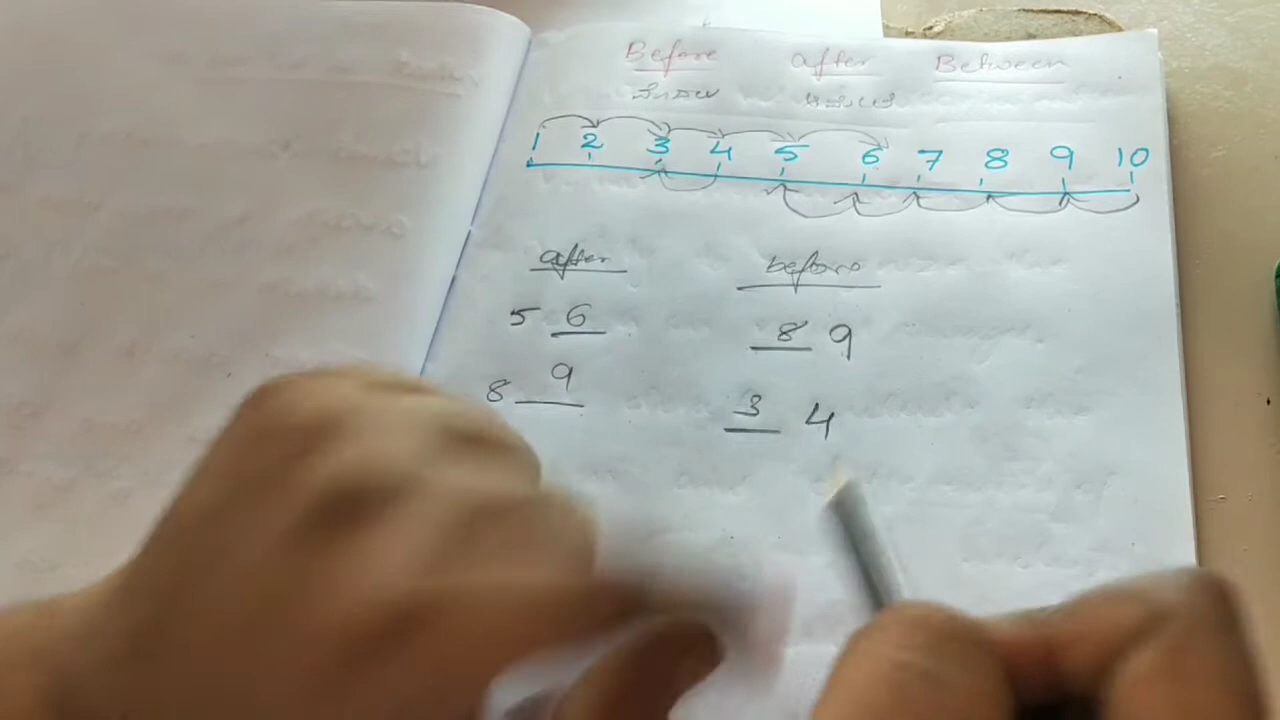 Before after Between
1 2 3 4 5 6 7 8 9 10
after before
5 6 8 9
8 9 3 4